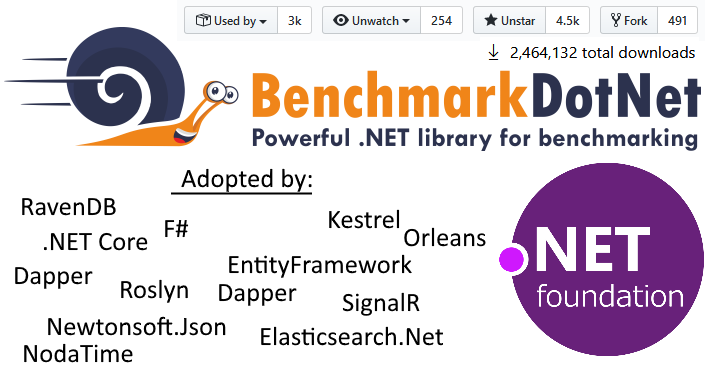 Used by 3k Unwatch 254 Unstar 4.5k Fork 491
2,464,132 total downloads
BenchmarkDotNet
Powerful .NET library for benchmarking
Adopted by:
RavenDB
F#
Kestrel
.NET Core
Orleans
Dapper
EntityFramework
Roslyn
Dapper
SignalR
Newtonsoft.Json
Elasticsearch.Net
NodaTime
NET
foundation